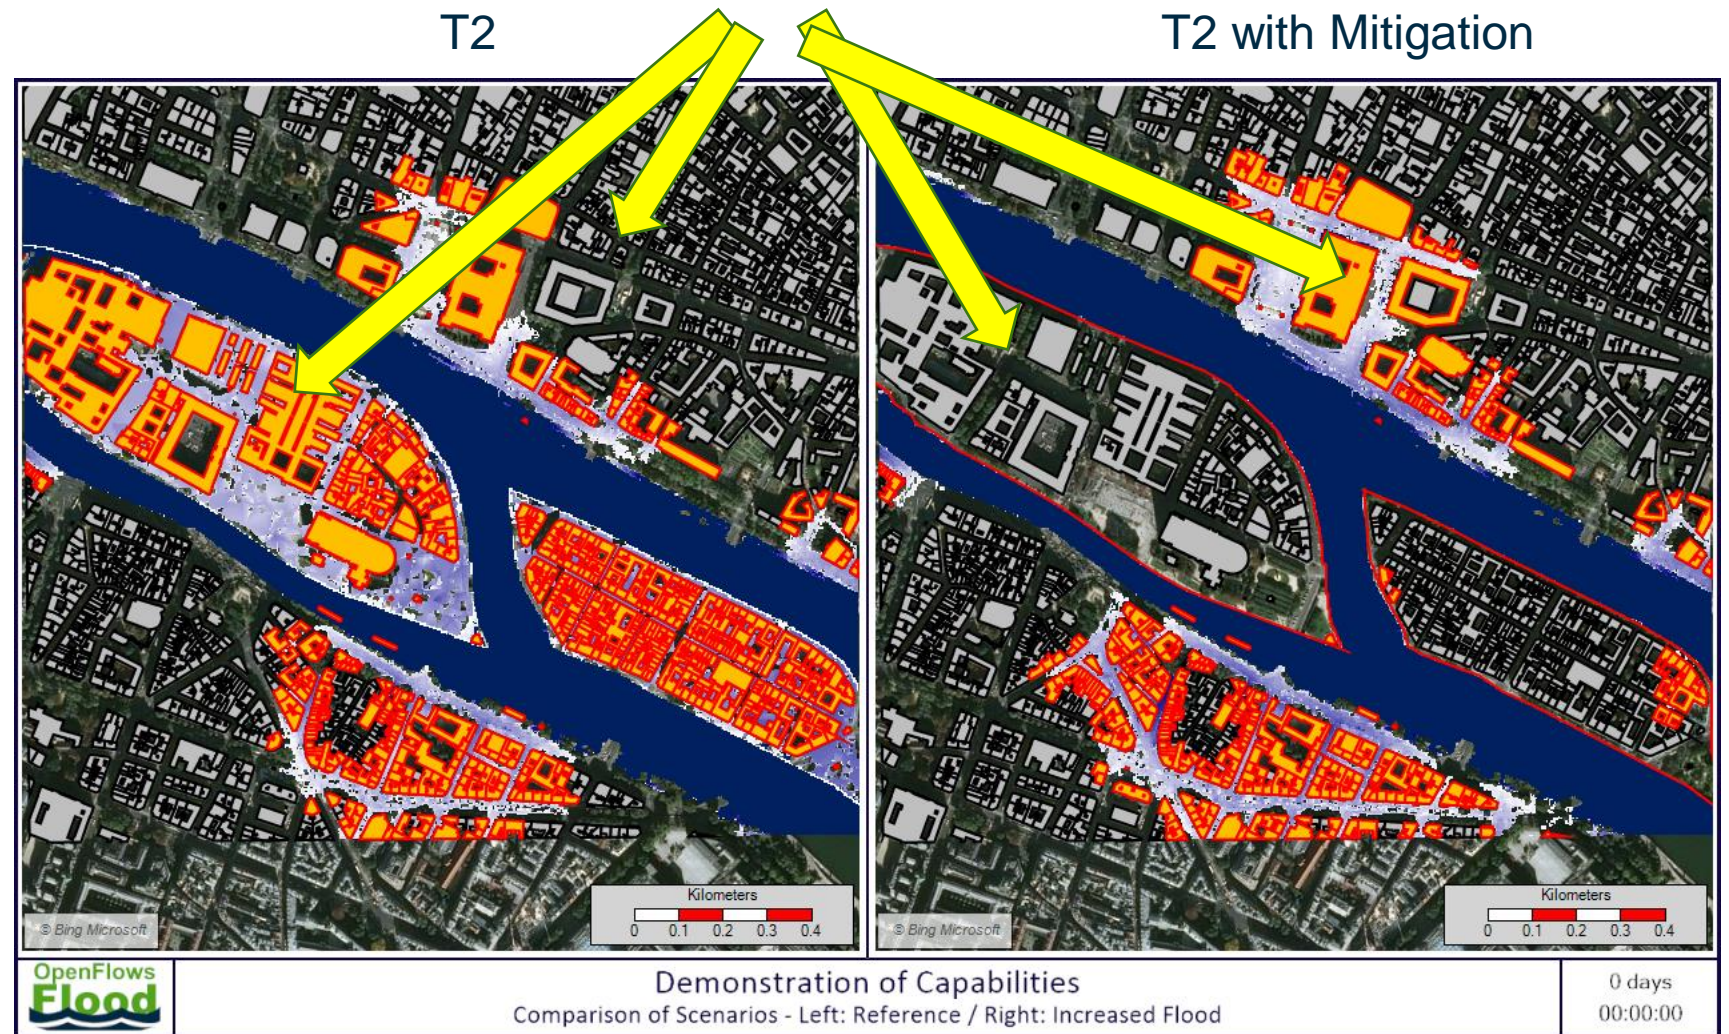 T2
T2 with Mitigation
Kilometers
0 0.1 0.2 0.3 0.4
© Bing Microsoft
Kilometers
0 0.1 0.2 0.3 0.4
© Bing Microsoft
OpenFlows
Flood
Demonstration of Capabilities
Comparison of Scenarios - Left: Reference / Right: Increased Flood
0 days
00:00:00